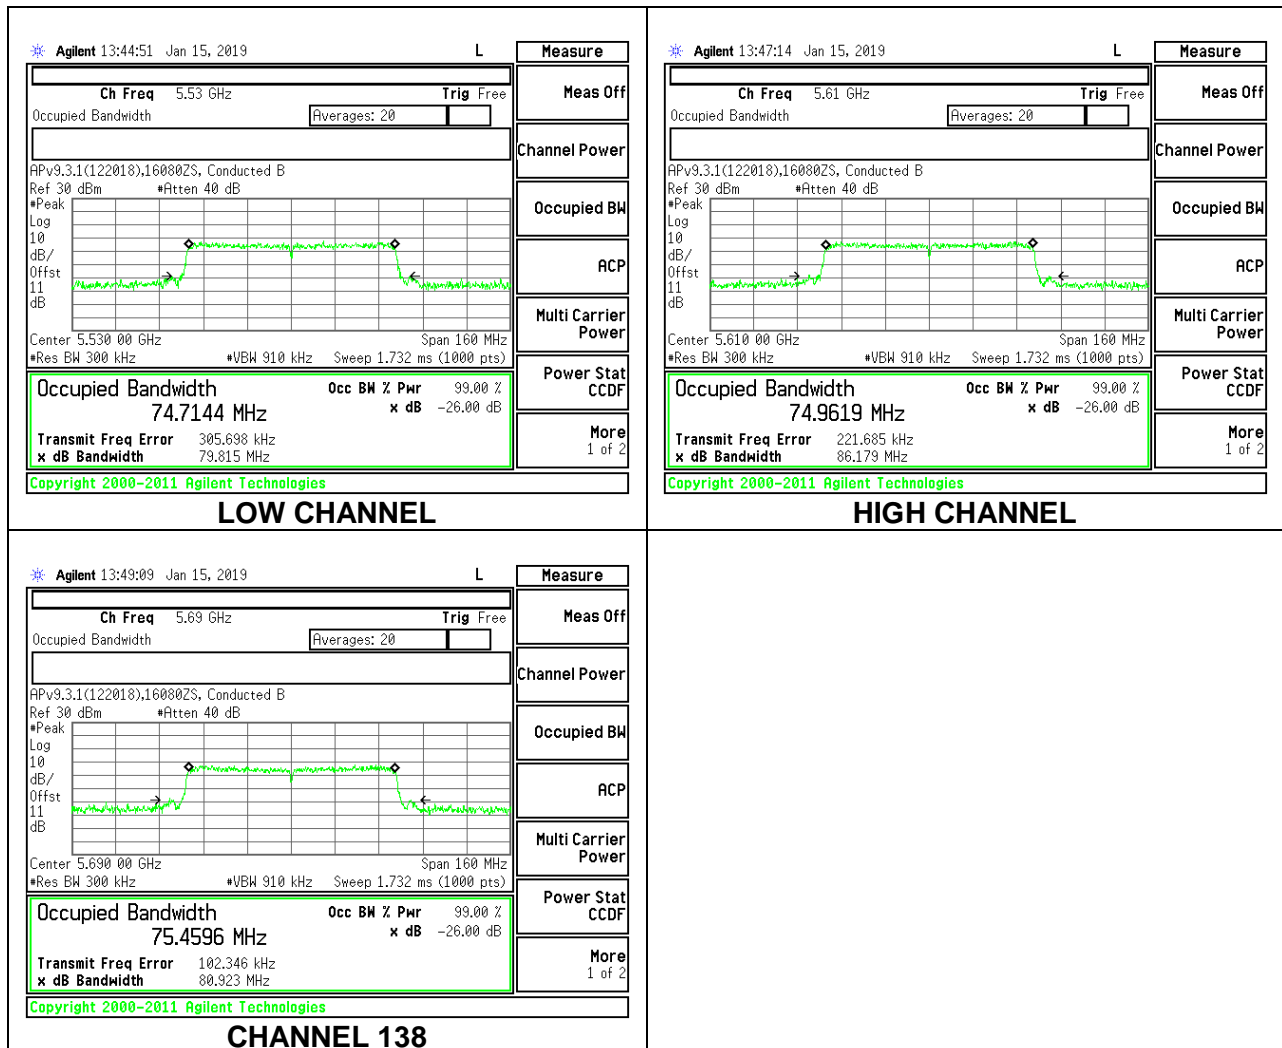 Agilent 13:44:51 Jan 15, 2019 L
Measure
Ch Freq 5.53 GHz Trig Free
Meas Off
Occupied Bandwidth Averages: 20
Channel Power
APv9.3.1(122018),16080ZS, Conducted B
Ref 30 dBm #Atten 40 dB
#Peak
Log
10
dB/
Offst
11
dB
Occupied BW
ACP
Multi Carrier
Power
Center 5.530 00 GHz Span 160 MHz
#Res BW 300 kHz #VBW 910 kHz Sweep 1.732 ms (1000 pts)
Power Stat
CCDF
Occupied Bandwidth Occ BW % Pwr 99.00 %
74.7144 MHz x dB -26.00 dB
Transmit Freq Error 305.698 kHz
x dB Bandwidth 79.815 MHz
More
1 of 2
Copyright 2000-2011 Agilent Technologies
LOW CHANNEL
Agilent 13:47:14 Jan 15, 2019 L
Measure
Ch Freq 5.61 GHz Trig Free
Meas Off
Occupied Bandwidth Averages: 20
Channel Power
APv9.3.1(122018),16080ZS, Conducted B
Ref 30 dBm #Atten 40 dB
#Peak
Log
10
dB/
Offst
11
dB
Occupied BW
ACP
Multi Carrier
Power
Center 5.610 00 GHz Span 160 MHz
#Res BW 300 kHz #VBW 910 kHz Sweep 1.732 ms (1000 pts)
Power Stat
CCDF
Occupied Bandwidth Occ BW % Pwr 99.00 %
74.9619 MHz x dB -26.00 dB
Transmit Freq Error 221.685 kHz
x dB Bandwidth 86.179 MHz
More
1 of 2
Copyright 2000-2011 Agilent Technologies
HIGH CHANNEL
Agilent 13:49:09 Jan 15, 2019 L
Measure
Ch Freq 5.69 GHz Trig Free
Meas Off
Occupied Bandwidth Averages: 20
Channel Power
APv9.3.1(122018),16080ZS, Conducted B
Ref 30 dBm #Atten 40 dB
#Peak
Log
10
dB/
Offst
11
dB
Occupied BW
ACP
Multi Carrier
Power
Center 5.690 00 GHz Span 160 MHz
#Res BW 300 kHz #VBW 910 kHz Sweep 1.732 ms (1000 pts)
Power Stat
CCDF
Occupied Bandwidth Occ BW % Pwr 99.00 %
75.4596 MHz x dB -26.00 dB
Transmit Freq Error 102.346 kHz
x dB Bandwidth 80.923 MHz
More
1 of 2
Copyright 2000-2011 Agilent Technologies
CHANNEL 138